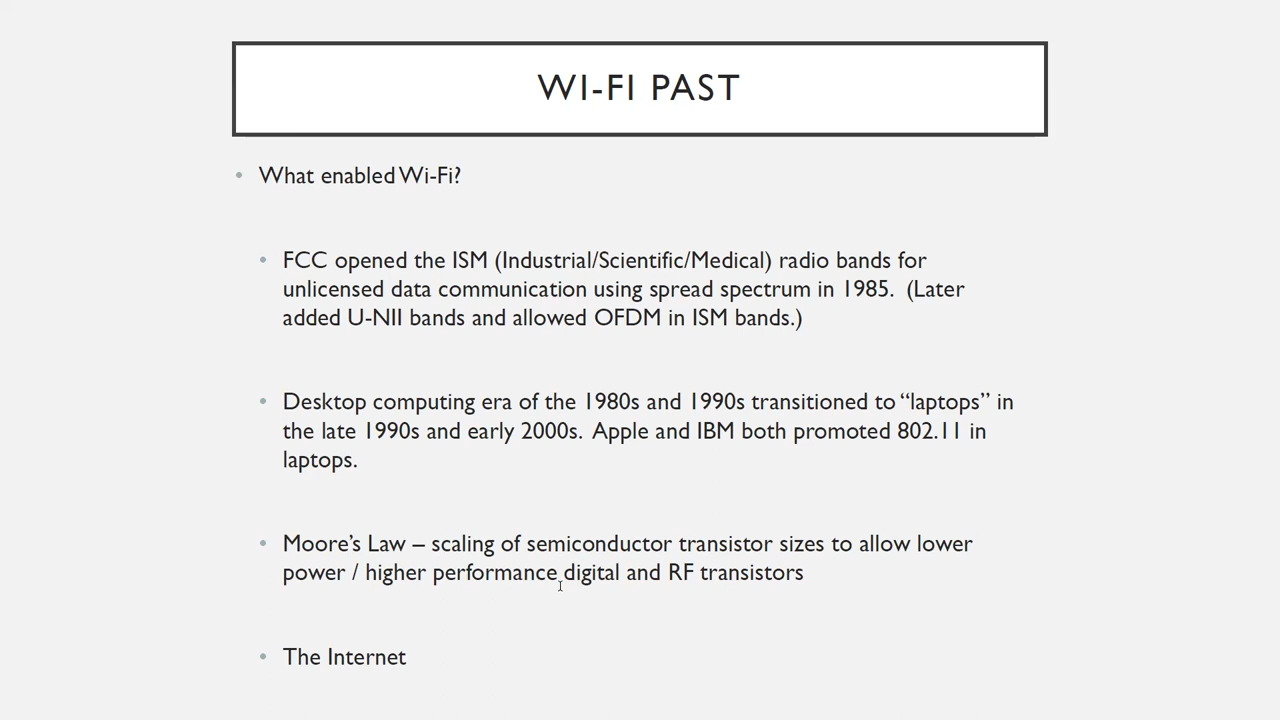 WI-FI PAST
• What enabled Wi-Fi?
• FCC opened the ISM (Industrial/Scientific/Medical) radio bands for
unlicensed data communication using spread spectrum in 1985.  (Later
added U-NII bands and allowed OFDM in ISM bands.)
• Desktop computing era of the 1980s and 1990s transitioned to “laptops” in
the late 1990s and early 2000s.  Apple and IBM both promoted 802.11 in
laptops.
• Moore’s Law – scaling of semiconductor transistor sizes to allow lower
power / higher performance digital and RF transistors
• The Internet